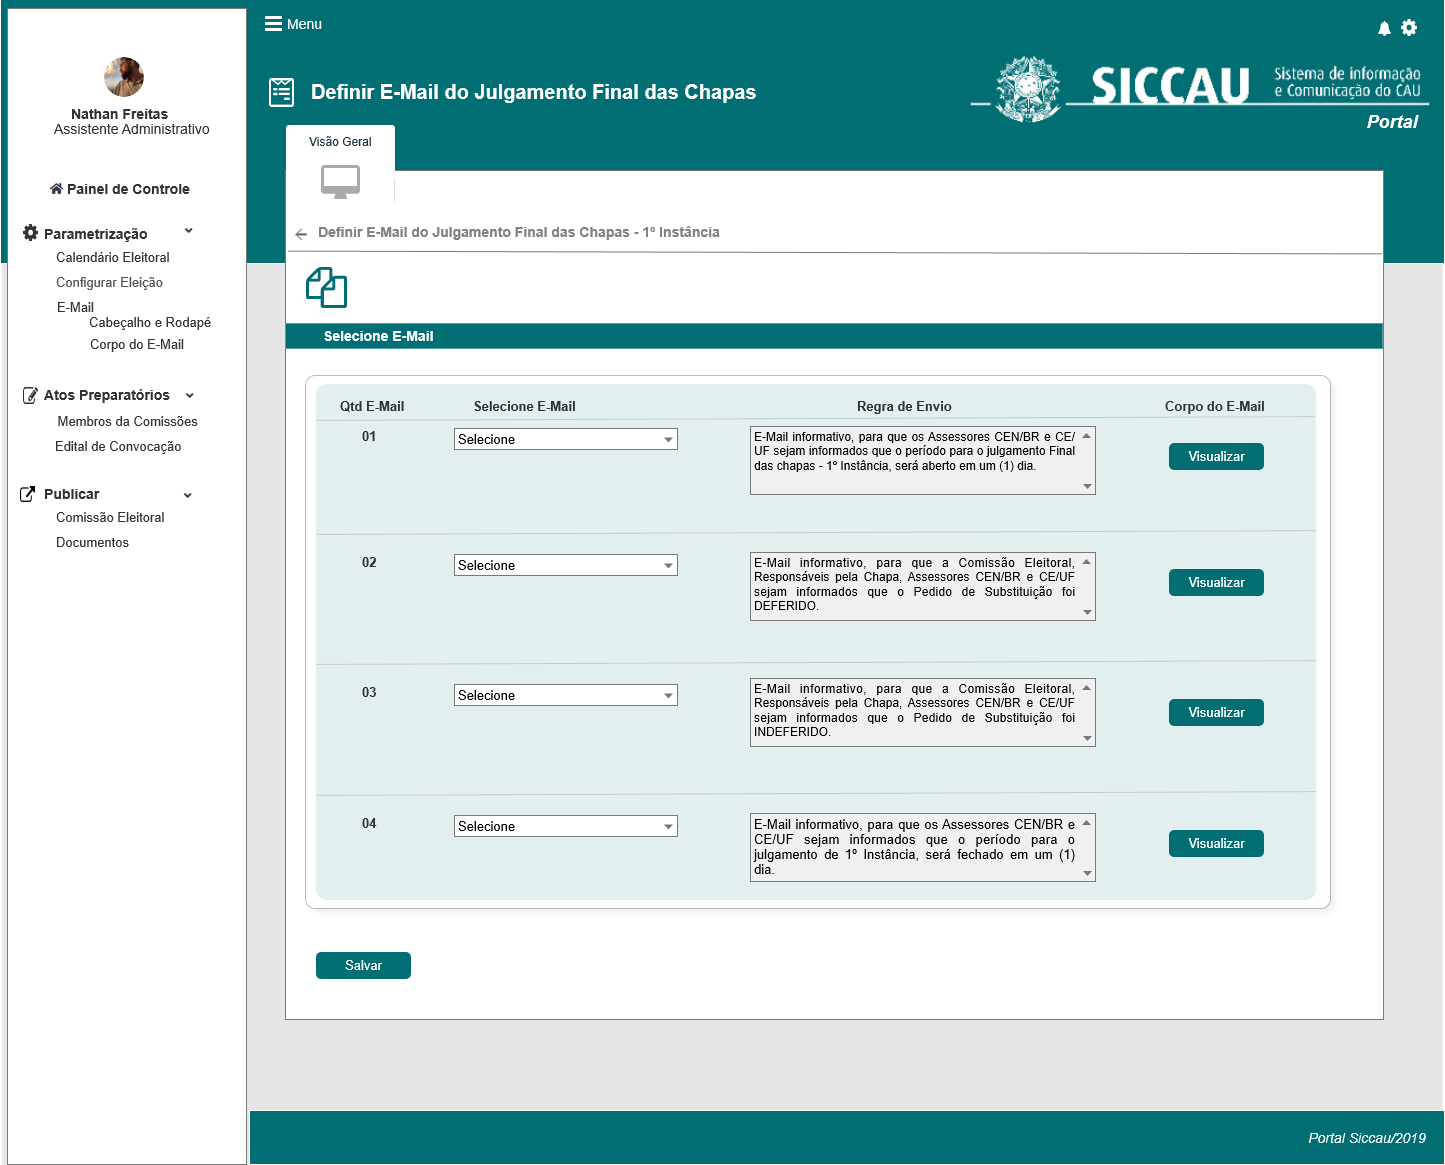 Menu
Definir E-Mail do Julgamento Final das Chapas
SICCAU
Sistema de informação
e Comunicação do CAU
Portal
Nathan Freitas
Assistente Administrativo
Painel de Controle
Parametrização
Calendário Eleitoral
Configurar Eleição
E-Mail
Cabeçalho e Rodapé
Corpo do E-Mail
Atos Preparatórios
Membros da Comissões
Edital de Convocação
Publicar
Comissão Eleitoral
Documentos
Visão Geral
Definir E-Mail do Julgamento Final das Chapas - 1º Instância
Selecione E-Mail
Qtd E-Mail Selecione E-Mail Regra de Envio Corpo do E-Mail
01
Selecione
E-Mail informativo, para que os Assessores CEN/BR e CE/
UF sejam informados que o período para o julgamento Final
das chapas - 1º Instância, será aberto em um (1) dia.
Visualizar
02
Selecione
E-Mail informativo, para que a Comissão Eleitoral,
Responsáveis pela Chapa, Assessores CEN/BR e CE/UF
sejam informados que o Pedido de Substituição foi
DEFERIDO.
Visualizar
03
Selecione
E-Mail informativo, para que a Comissão Eleitoral,
Responsáveis pela Chapa, Assessores CEN/BR e CE/UF
sejam informados que o Pedido de Substituição foi
INDEFERIDO.
Visualizar
04
Selecione
E-Mail informativo, para que os Assessores CEN/BR e
CE/UF sejam informados que o período para o
julgamento de 1º Instância, será fechado em um (1)
dia.
Visualizar
Salvar
Portal Siccau/2019